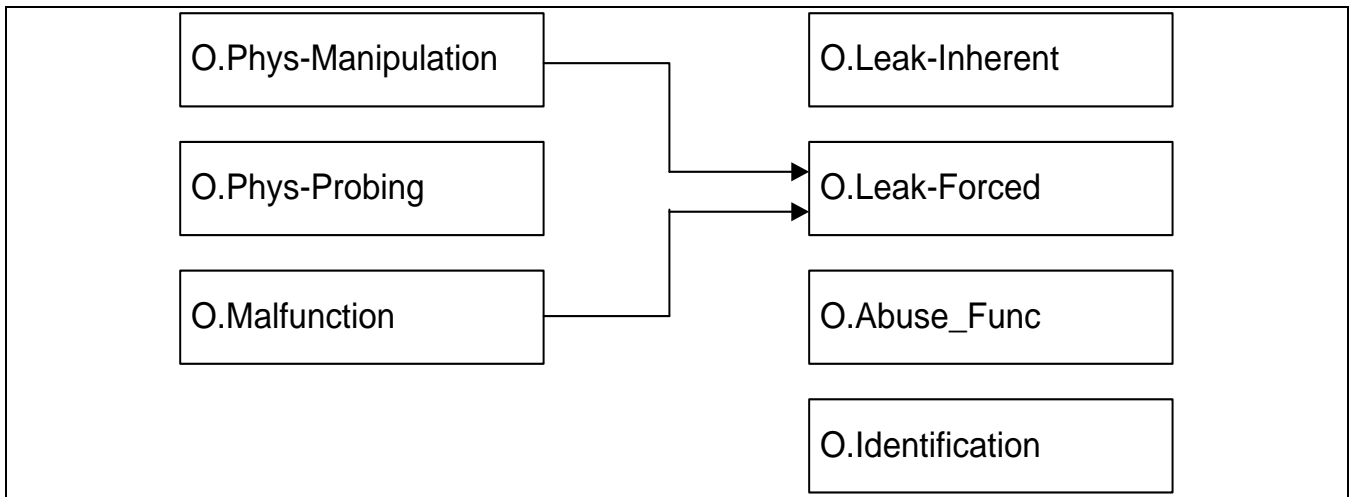 O.Phys-Manipulation
O.Leak-Inherent
O.Phys-Probing
O.Leak-Forced
O.Malfunction
O.Abuse_Func
O.Identification